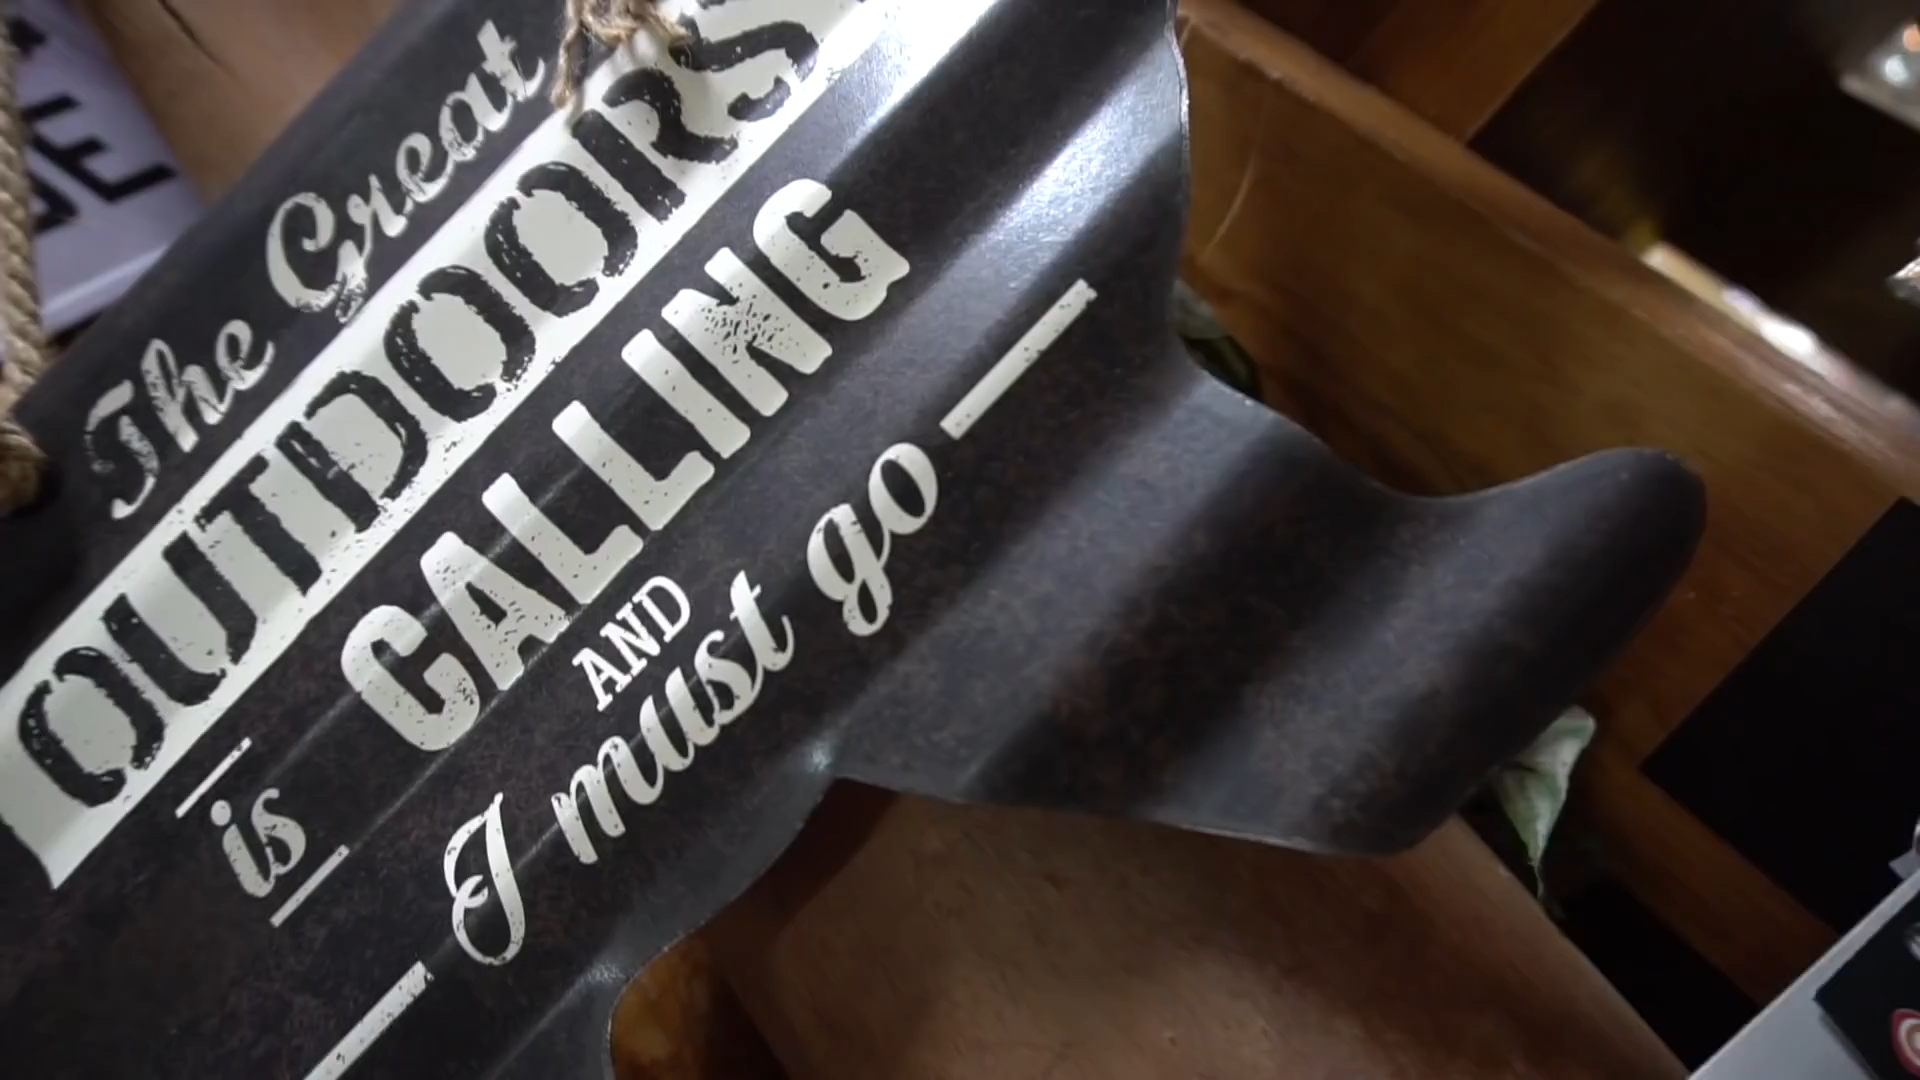 The Great
OUTDOORS
is CALLING
AND
I must go